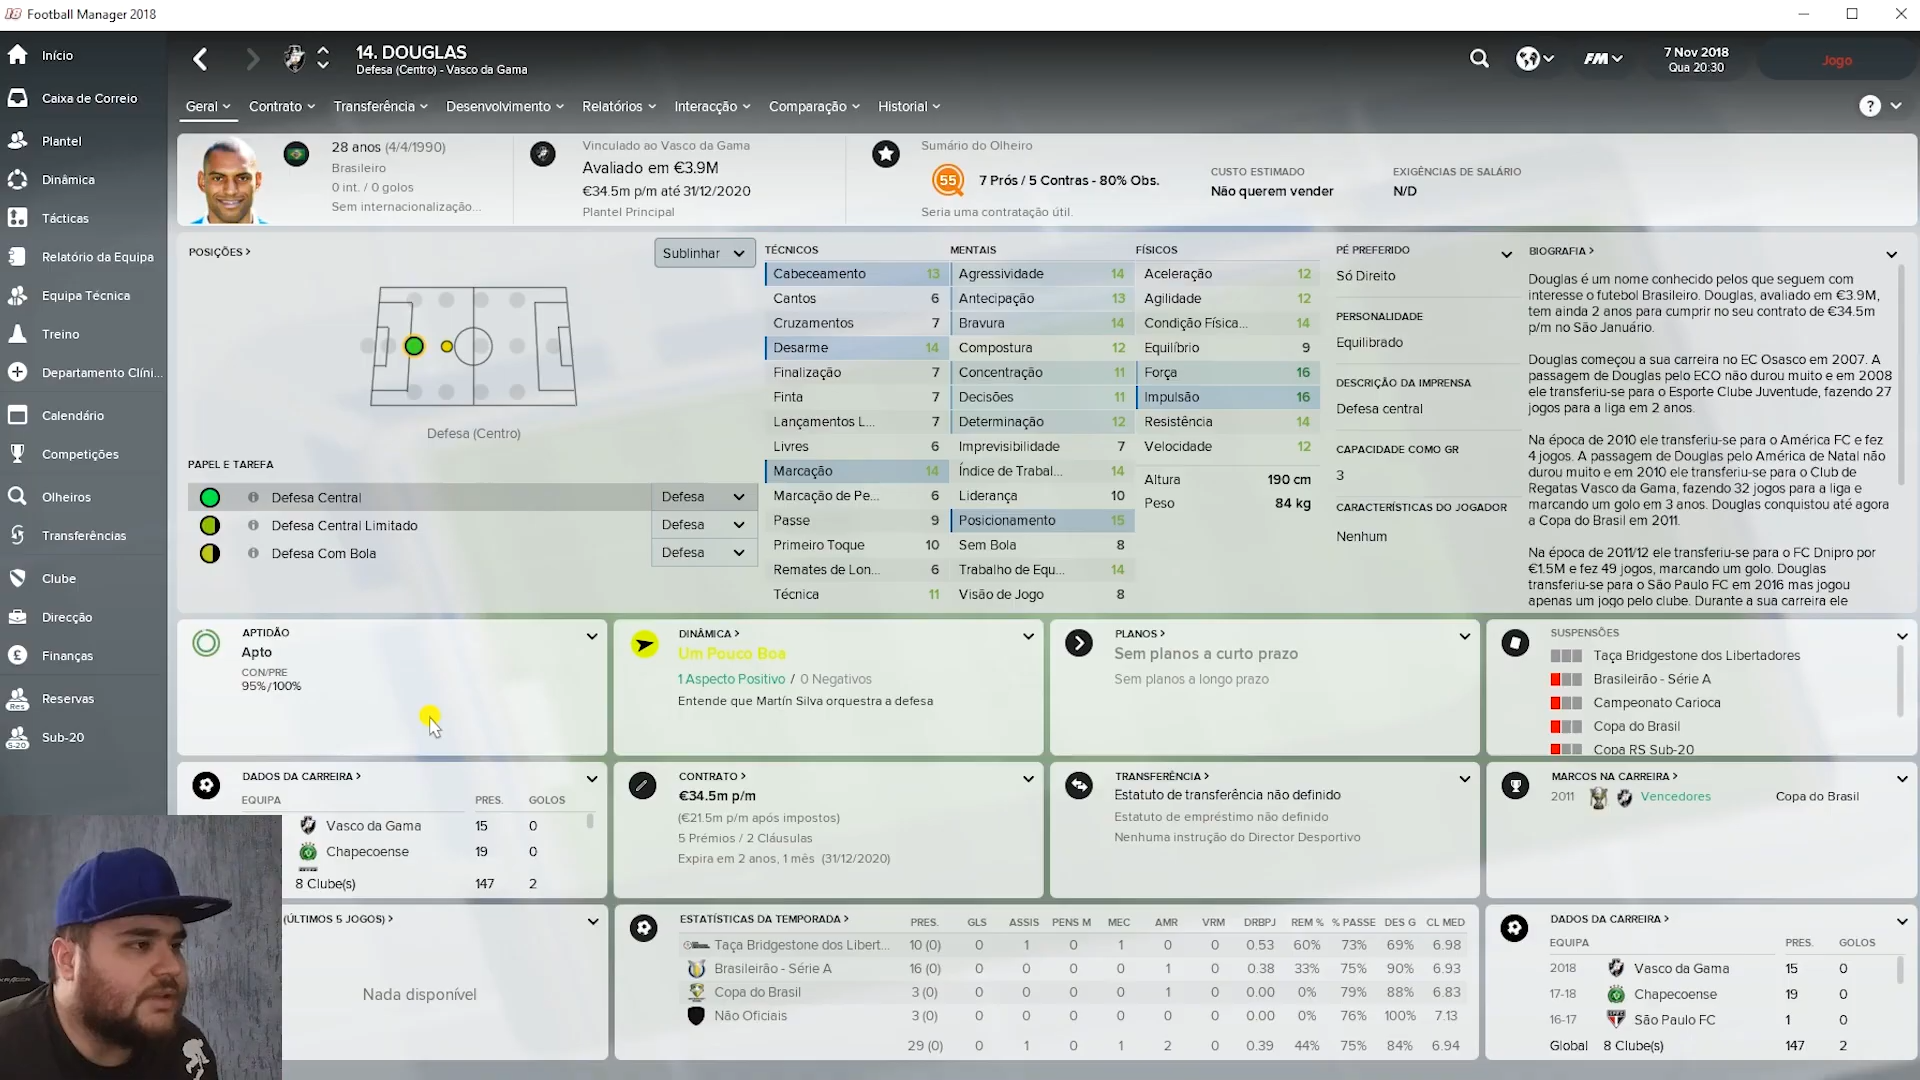 18 Football Manager 2018
Início
Caixa de Correio
Plantel
Dinâmica
Tácticas
Relatório da Equipa
Equipa Técnica
Treino
Departamento Clíni...
Calendário
Competições
Olheiros
Transferências
Clube
Direcção
Finanças
Reservas
Sub-20
14. DOUGLAS
Defesa (Centro) - Vasco da Gama
FM
7 Nov 2018
Qua 20:30
Jogo
Geral Contrato Transferência Desenvolvimento Relatórios Interacção Comparação Historial
28 anos (4/4/1990)
Brasileiro
0 int. / 0 golos
Sem internacionalização...
Vinculado ao Vasco da Gama
Avaliado em €3.9M
€34.5m p/m até 31/12/2020
Plantel Principal
Sumário do Olheiro
55 7 Prós / 5 Contras - 80% Obs.
Seria uma contratação útil.
CUSTO ESTIMADO
Não querem vender
EXIGÊNCIAS DE SALÁRIO
N/D
POSIÇÕES >
Sublinhar
Defesa (Centro)
PAPEL E TAREFA
Defesa Central Defesa
Defesa Central Limitado Defesa
Defesa Com Bola Defesa
TÉCNICOS
Cabeceamento 13
Cantos 6
Cruzamentos 7
Desarme 14
Finalização 7
Finta 7
Lançamentos L... 7
Livres 6
Marcação 14
Marcação de Pe... 6
Passe 9
Primeiro Toque 10
Remates de Lon... 6
Técnica 11
MENTAIS
Agressividade 14
Antecipação 13
Bravura 14
Compostura 12
Concentração 11
Decisões 11
Determinação 12
Imprevisibilidade 7
Índice de Trabal... 14
Liderança 10
Posicionamento 15
Sem Bola 8
Trabalho de Equ... 14
Visão de Jogo 8
FÍSICOS
Aceleração 12
Agilidade 12
Condição Física... 14
Equilíbrio 9
Força 16
Impulsão 16
Resistência 14
Velocidade 12
Altura 190 cm
Peso 84 kg
PÉ PREFERIDO
Só Direito
PERSONALIDADE
Equilibrado
DESCRIÇÃO DA IMPRENSA
Defesa central
CAPACIDADE COMO GR
3
CARACTERÍSTICAS DO JOGADOR
Nenhum
BIOGRAFIA >
Douglas é um nome conhecido pelos que seguem com
interesse o futebol Brasileiro. Douglas, avaliado em €3.9M,
tem ainda 2 anos para cumprir no seu contrato de €34.5m
p/m no São Januário.
Douglas começou a sua carreira no EC Osasco em 2007. A
passagem de Douglas pelo ECO não durou muito e em 2008
ele transferiu-se para o Esporte Clube Juventude, fazendo 27
jogos para a liga em 2 anos.
Na época de 2010 ele transferiu-se para o América FC e fez
4 jogos. A passagem de Douglas pelo América de Natal não
durou muito e em 2010 ele transferiu-se para o Club de
Regatas Vasco da Gama, fazendo 32 jogos para a liga e
marcando um golo em 3 anos. Douglas conquistou até agora
a Copa do Brasil em 2011.
Na época de 2011/12 ele transferiu-se para o FC Dnipro por
€1.5M e fez 49 jogos, marcando um golo. Douglas
transferiu-se para o São Paulo FC em 2016 mas jogou
apenas um jogo pelo clube. Durante a sua carreira ele
APTIDÃO
Apto
CON/PRE
95%/100%
DINÂMICA >
Um Pouco Boa
1 Aspecto Positivo / 0 Negativos
Entende que Martín Silva orquestra a defesa
PLANOS >
Sem planos a curto prazo
Sem planos a longo prazo
SUSPENSÕES
Taça Bridgestone dos Libertadores
Brasileirão - Série A
Campeonato Carioca
Copa do Brasil
Copa RS Sub-20
DADOS DA CARREIRA >
EQUIPA PRES. GOLOS
Vasco da Gama 15 0
Chapecoense 19 0
8 Clube(s) 147 2
CONTRATO >
€34.5m p/m
(€21.5m p/m após impostos)
5 Prémios / 2 Cláusulas
Expira em 2 anos, 1 mês (31/12/2020)
TRANSFERÊNCIA >
Estatuto de transferência não definido
Estatuto de empréstimo não definido
Nenhuma instrução do Director Desportivo
MARCOS NA CARREIRA >
2011 Vencedores Copa do Brasil
(ÚLTIMOS 5 JOGOS) >
Nada disponível
ESTATÍSTICAS DA TEMPORADA > PRES. GLS ASSIS PENS M MEC AMR VRM DRBPJ REM % % PASSE DES G CL MED
Taça Bridgestone dos Libert... 10 (0) 0 1 0 1 0 0 0.53 60% 73% 69% 6.98
Brasileirão - Série A 16 (0) 0 0 0 0 1 0 0.38 33% 75% 90% 6.93
Copa do Brasil 3 (0) 0 0 0 0 1 0 0.00 0% 79% 88% 6.83
Não Oficiais 3 (0) 0 0 0 0 0 0 0.00 0% 76% 100% 7.13
29 (0) 0 1 0 1 2 0 0.39 44% 75% 84% 6.94
DADOS DA CARREIRA >
EQUIPA PRES. GOLOS
2018 Vasco da Gama 15 0
17-18 Chapecoense 19 0
16-17 São Paulo FC 1 0
Global 8 Clube(s) 147 2